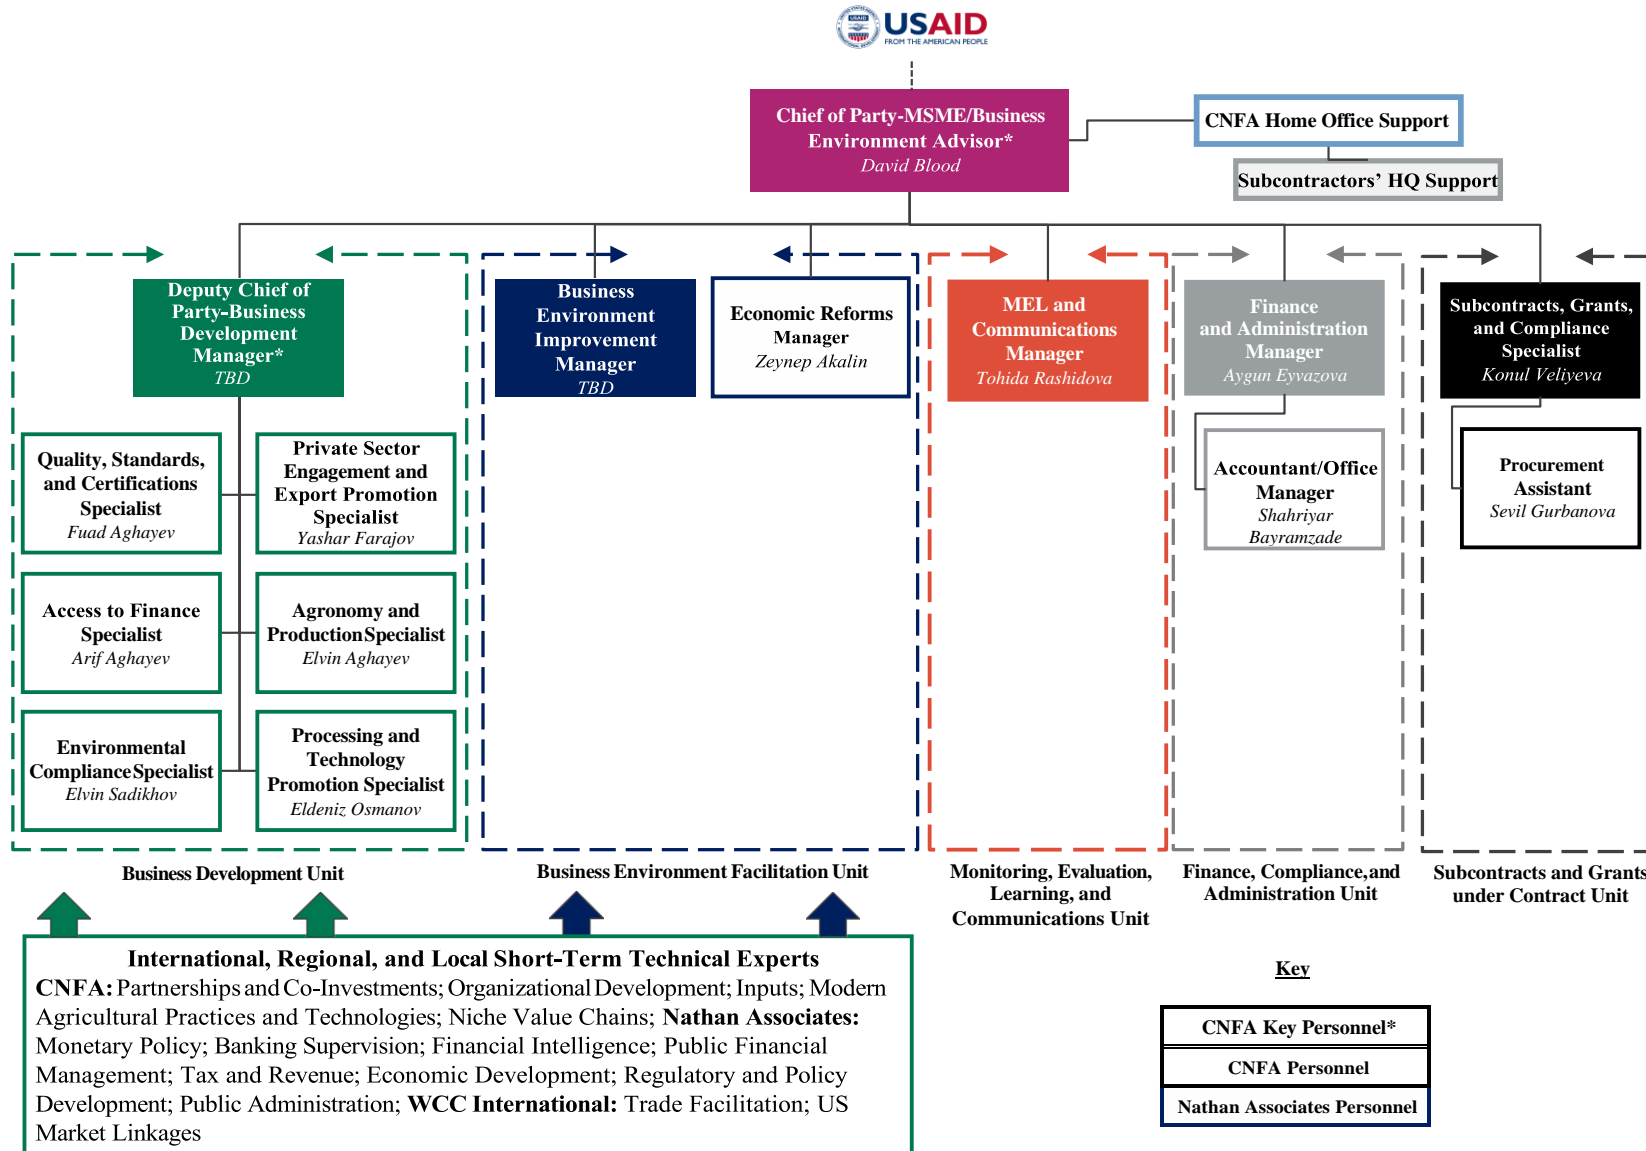 USAID
FROM THE AMERICAN PEOPLE
Chief of Party-MSME/Business
Environment Advisor*
David Blood
CNFA Home Office Support
Subcontractors’ HQ Support
Deputy Chief of
Party-Business
Development
Manager*
TBD
Business
Environment
Improvement
Manager
TBD
Economic Reforms
Manager
Zeynep Akalin
MEL and
Communications
Manager
Tohida Rashidova
Finance
and Administration
Manager
Aygun Eyvazova
Subcontracts, Grants,
and Compliance
Specialist
Konul Veliyeva
Quality, Standards,
and Certifications
Specialist
Fuad Aghayev
Private Sector
Engagement and
Export Promotion
Specialist
Yashar Farajov
Accountant/Office
Manager
Shahriyar
Bayramzade
Procurement
Assistant
Sevil Gurbanova
Access to Finance
Specialist
Arif Aghayev
Agronomy and
Production Specialist
Elvin Aghayev
Environmental
Compliance Specialist
Elvin Sadikhov
Processing and
Technology
Promotion Specialist
Eldeniz Osmanov
Business Development Unit
Business Environment Facilitation Unit
Monitoring, Evaluation,
Learning, and
Communications Unit
Finance, Compliance, and
Administration Unit
Subcontracts and Grants
under Contract Unit
International, Regional, and Local Short-Term Technical Experts
CNFA: Partnerships and Co-Investments; Organizational Development; Inputs; Modern
Agricultural Practices and Technologies; Niche Value Chains; Nathan Associates:
Monetary Policy; Banking Supervision; Financial Intelligence; Public Financial
Management; Tax and Revenue; Economic Development; Regulatory and Policy
Development; Public Administration; WCC International: Trade Facilitation; US
Market Linkages
Key
CNFA Key Personnel*
CNFA Personnel
Nathan Associates Personnel